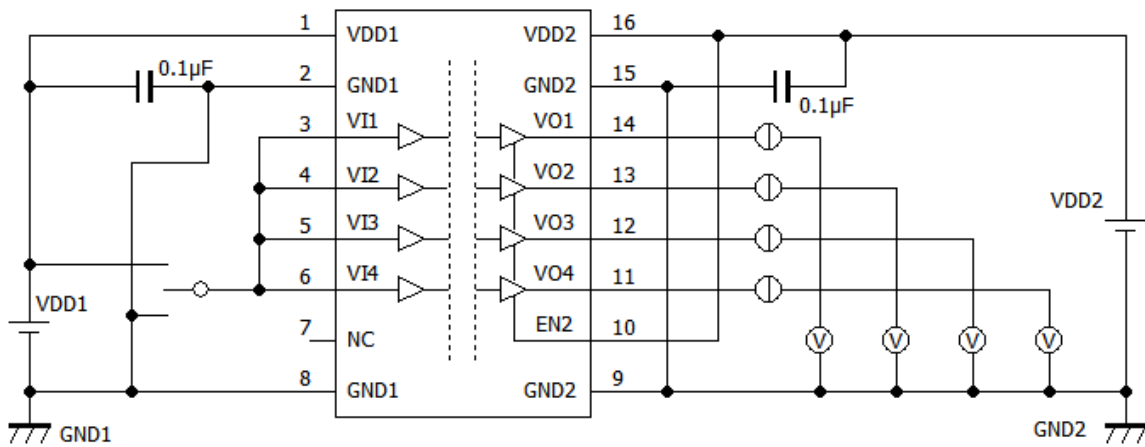 1 VDD1 VDD2 16
0.1μF 2 GND1 GND2 15 0.1μF
3 VI1 VO1 14
4 VI2 VO2 13
5 VI3 VO3 12
6 VI4 VO4 11
VDD1 VDD2
7 NC EN2 10
V V V V
8 GND1 GND2 9
GND1 GND2